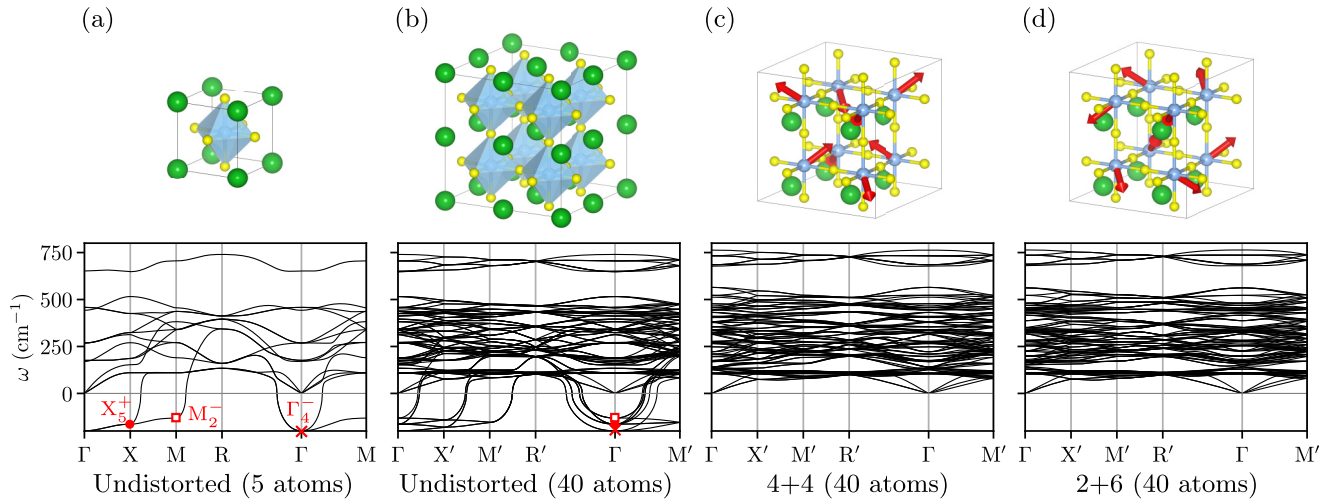 (a)
(b)
(c)
(d)
750
500
250
0
ω (cm⁻¹)
X₅⁺
M₂⁻
Γ₄⁻
Γ X M R Γ M
Γ X′ M′ R′ Γ M′
Γ X′ M′ R′ Γ M′
Γ X′ M′ R′ Γ M′
Undistorted (5 atoms)
Undistorted (40 atoms)
4+4 (40 atoms)
2+6 (40 atoms)